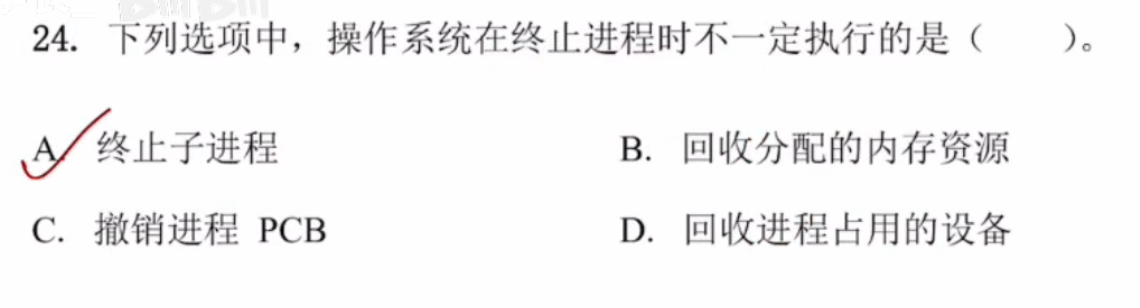 24. 下列选项中，操作系统在终止进程时不一定执行的是（　　）。
A. 终止子进程　　B. 回收分配的内存资源
C. 撤销进程 PCB　　D. 回收进程占用的设备